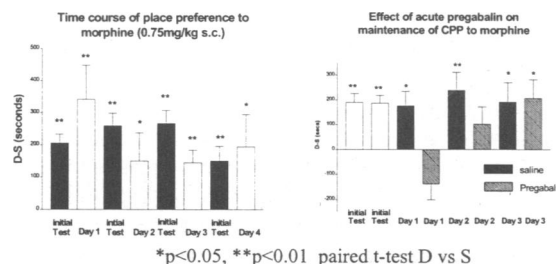 Time course of place preference to
morphine (0.75mg/kg s.c.)
D-S (seconds)
500
400
300
200
100
0
** ** ** * ** ** ** *
initial Test
Day 1
intial Test
Day 2
initial Test
Day 3
initial Test
Day 4
Effect of acute pregabalin on
maintenance of CPP to morphine
D-S (secs)
300
200
100
0
-200
** ** * ** * *
initial Test
initial Test
Day 1
Day 1
Day 2
Day 2
Day 3
Day 3
saline
Pregabal
*p<0.05, **p<0.01 paired t-test D vs S